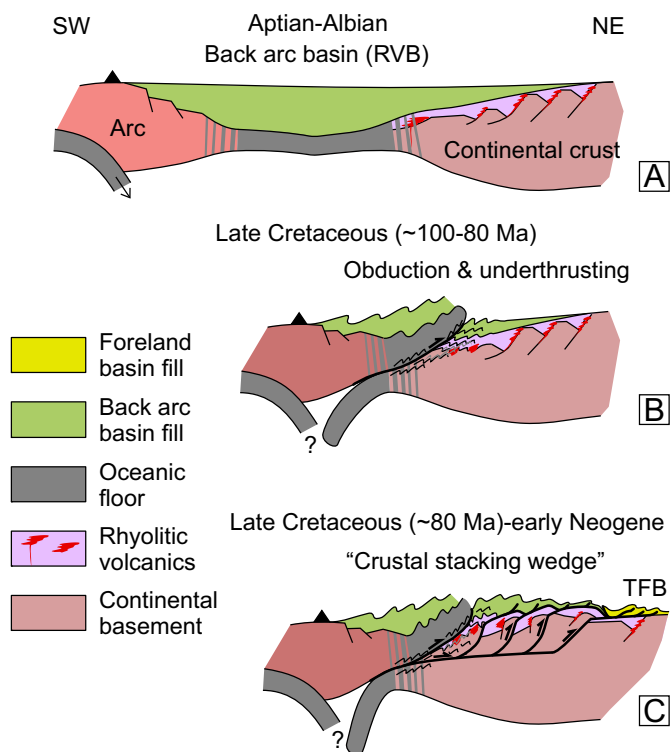 Aptian-Albian
SW
NE
Back arc basin (RVB)
Arc
Continental crust
A
Late Cretaceous (~100-80 Ma)
Obduction & underthrusting
?
B
Foreland
basin fill
Back arc
basin fill
Oceanic
floor
Rhyolitic
volcanics
Continental
basement
Late Cretaceous (~80 Ma)-early Neogene
“Crustal stacking wedge”
TFB
?
C